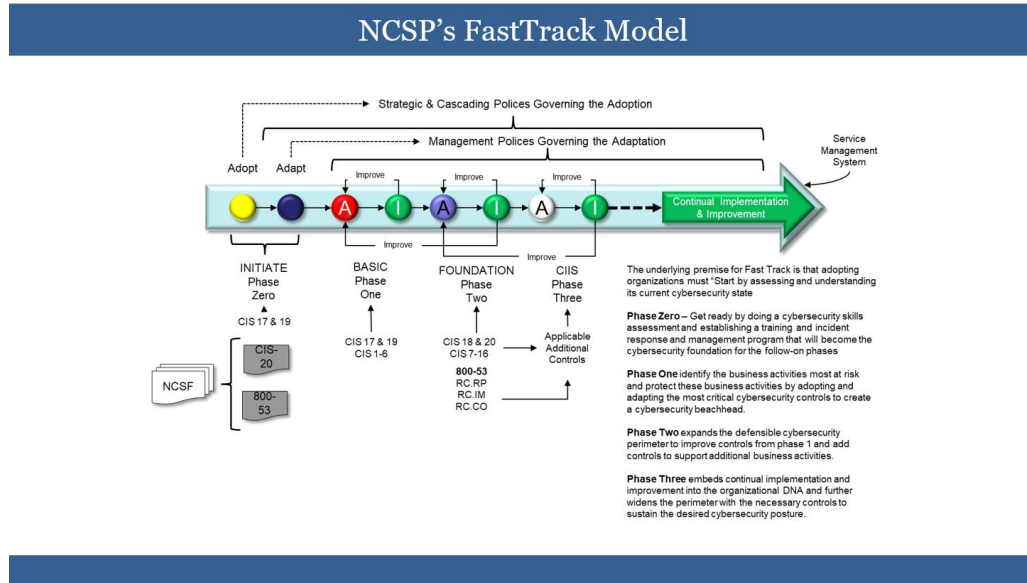 NCSP's FastTrack Model
Strategic & Cascading Polices Governing the Adoption
Management Polices Governing the Adaptation
Service
Management
System
Adopt
Adapt
Improve
Improve
Improve
A
I
A
I
A
I
Continual Implementation
& Improvement
Improve
Improve
INITIATE
Phase
Zero
CIS 17 & 19
BASIC
Phase
One
CIS 17 & 19
CIS 1-6
FOUNDATION
Phase
Two
CIS 18 & 20
CIS 7-16
800-53
RC.RP
RC.IM
RC.CO
CIIS
Phase
Three
Applicable
Additional
Controls
NCSF
CIS-
20
800-
53
The underlying premise for Fast Track is that adopting
organizations must "Start by assessing and understanding
its current cybersecurity state
Phase Zero – Get ready by doing a cybersecurity skills
assessment and establishing a training and incident
response and management program that will become the
cybersecurity foundation for the follow-on phases
Phase One identify the business activities most at risk
and protect these business activities by adopting and
adapting the most critical cybersecurity controls to create
a cybersecurity beachhead.
Phase Two expands the defensible cybersecurity
perimeter to improve controls from phase 1 and add
controls to support additional business activities.
Phase Three embeds continual implementation and
improvement into the organizational DNA and further
widens the perimeter with the necessary controls to
sustain the desired cybersecurity posture.